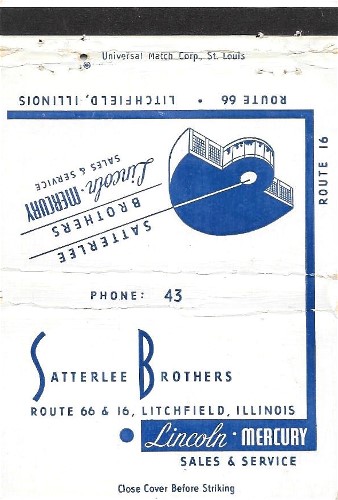 Universal Match Corp., St. Louis
ROUTE 66 • LITCHFIELD, ILLINOIS
ROUTE 16
SATTERLEE
BROTHERS
Lincoln · MERCURY
SALES & SERVICE
PHONE: 43
SATTERLEE BROTHERS
ROUTE 66 & 16, LITCHFIELD, ILLINOIS
Lincoln · MERCURY
SALES & SERVICE
Close Cover Before Striking